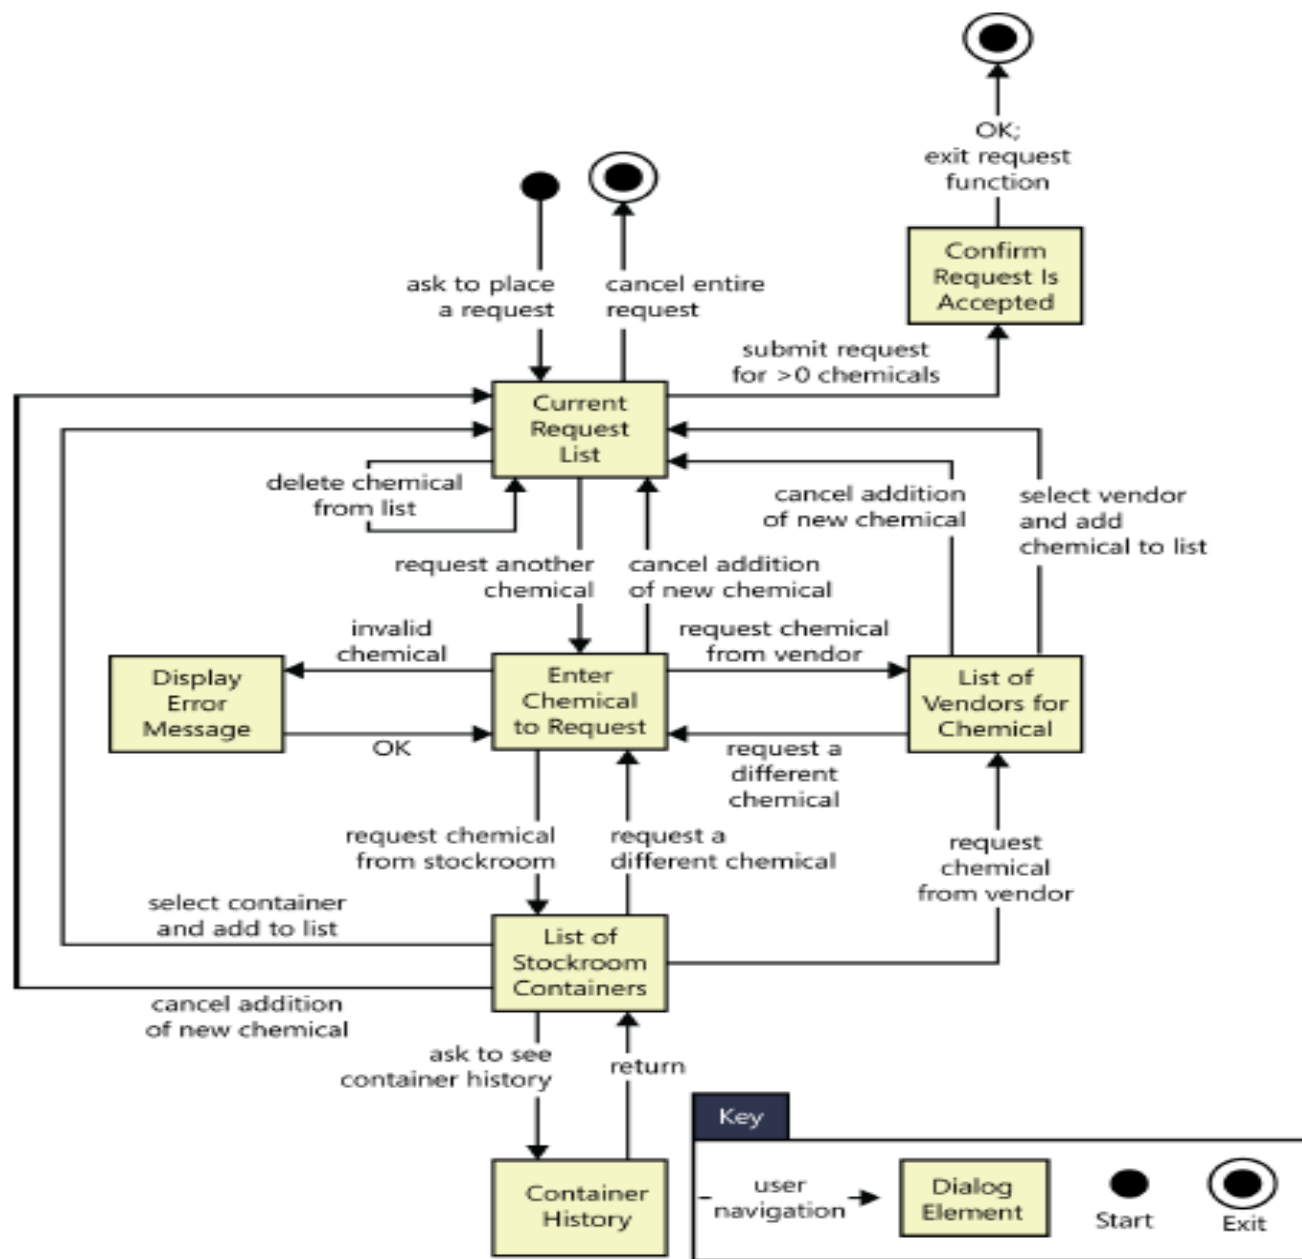 OK;
exit request
function
Confirm
Request Is
Accepted
ask to place
a request
cancel entire
request
submit request
for >0 chemicals
Current
Request
List
delete chemical
from list
cancel addition
of new chemical
select vendor
and add
chemical to list
request another
chemical
cancel addition
of new chemical
invalid
chemical
request chemical
from vendor
Display
Error
Message
Enter
Chemical
to Request
List of
Vendors for
Chemical
OK
request a
different
chemical
request chemical
from stockroom
request a
different chemical
request
chemical
from vendor
select container
and add to list
List of
Stockroom
Containers
cancel addition
of new chemical
ask to see
container history
return
Container
History
Key
user
navigation
Dialog
Element
Start
Exit